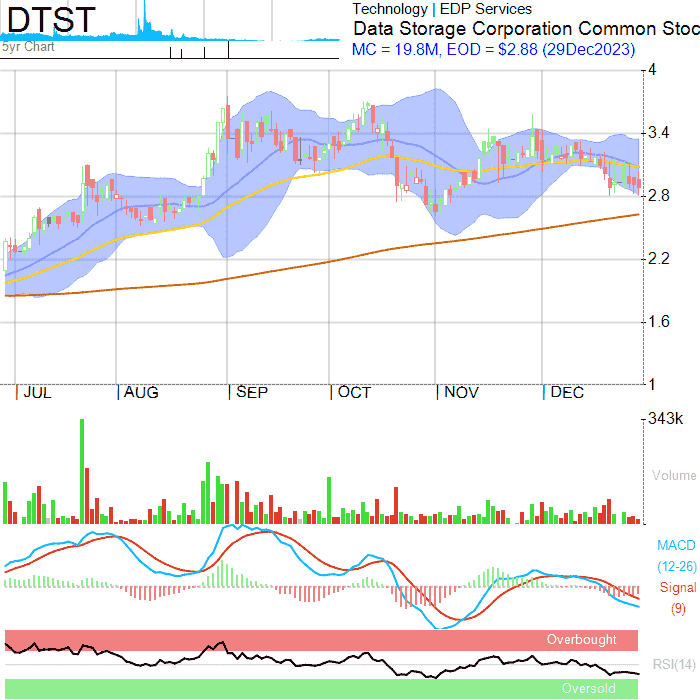 DTST
5yr Chart
Technology | EDP Services
Data Storage Corporation Common Stoc
MC = 19.8M, EOD = $2.88 (29Dec2023)
4
3.4
2.8
2.2
1.6
1
JUL AUG SEP OCT NOV DEC
343k
Volume
MACD
(12-26)
Signal
(9)
Overbought
RSI(14)
Oversold